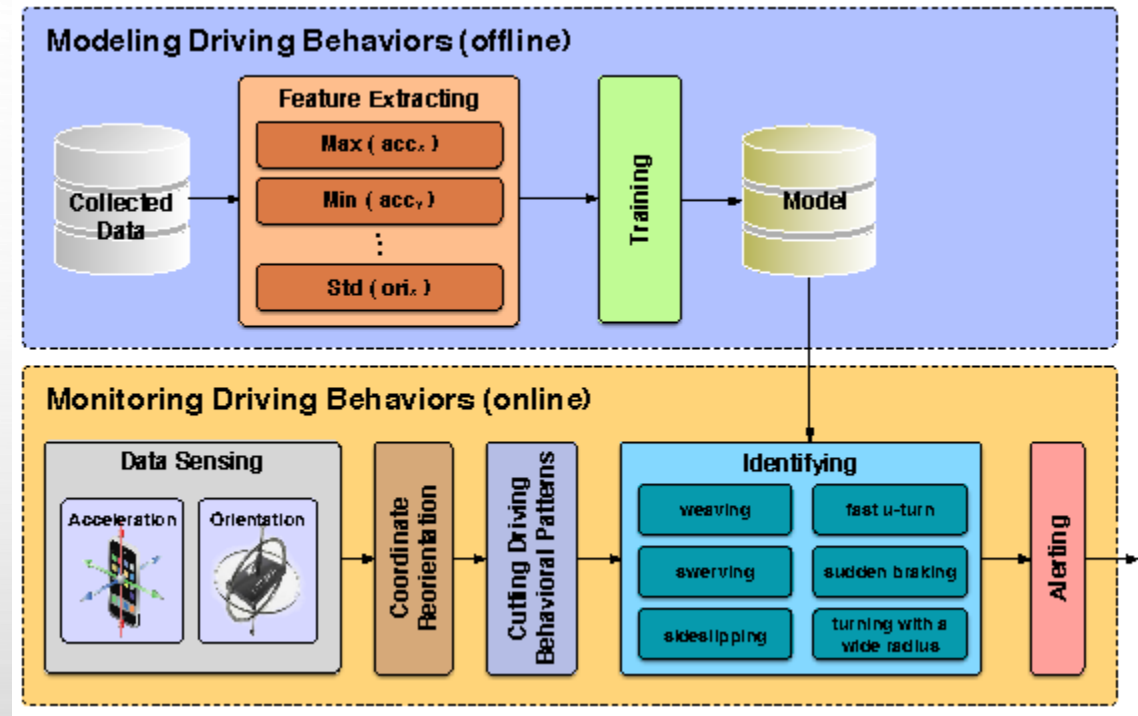 Modeling Driving Behaviors (offline)
Feature Extracting
Max ( accₓ )
Collected
Data
Min ( accᵧ )
⋮
Std ( oriₓ )
Training
Model
Monitoring Driving Behaviors (online)
Data Sensing
Acceleration
Orientation
Coordinate
Reorientation
Cutting Driving
Behavioral Patterns
Identifying
weaving
fast u-turn
swerving
sudden braking
sideslipping
turning with a
wide radius
Alerting